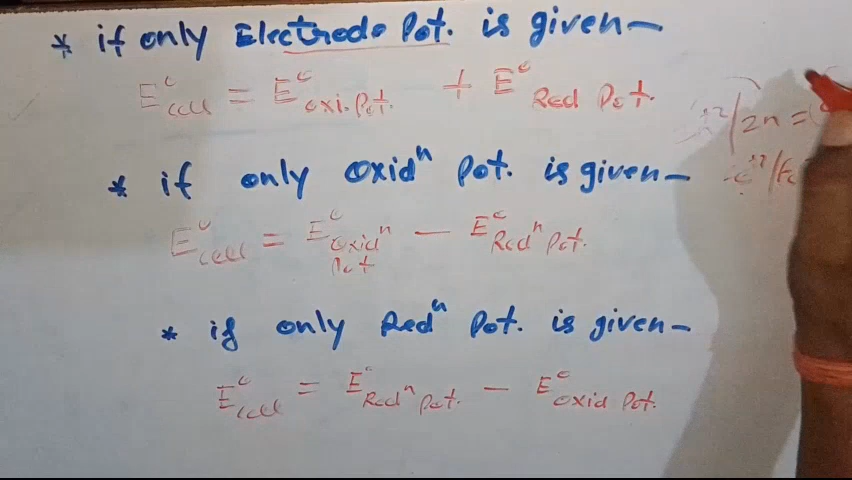 * if only Electrode Pot. is given-
E°cell = E°oxi. Pot. + E°Red Pot.
/Zn =
* if only Oxidⁿ Pot. is given-
E°cell = E°Oxidⁿ Pot - E°Redⁿ Pot.
* if only Redⁿ Pot. is given-
E°cell = E°Redⁿ Pot. - E°oxid Pot.